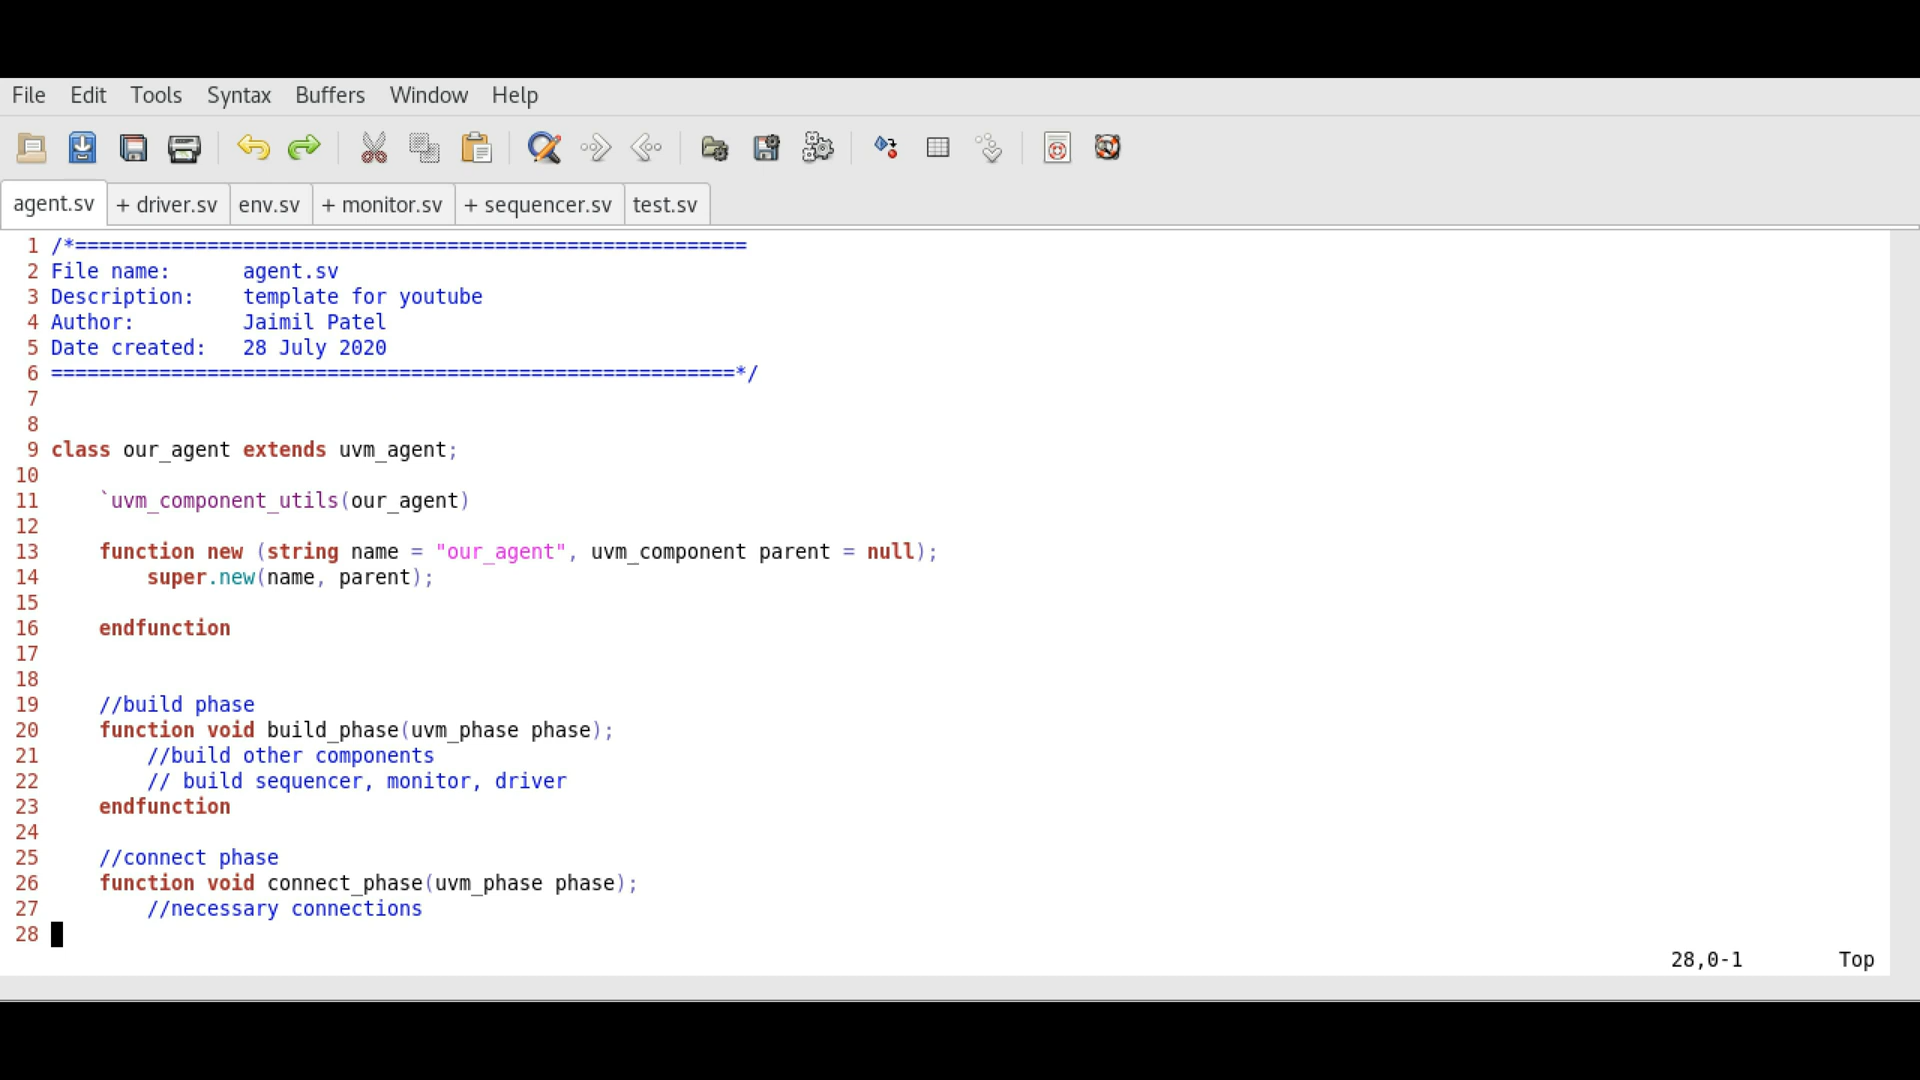 File Edit Tools Syntax Buffers Window Help
agent.sv + driver.sv env.sv + monitor.sv + sequencer.sv test.sv
1 /*========================================================
2 File name:      agent.sv
3 Description:    template for youtube
4 Author:         Jaimil Patel
5 Date created:   28 July 2020
6 =========================================================*/
7
8
9 class our_agent extends uvm_agent;
10
11     `uvm_component_utils(our_agent)
12
13     function new (string name = "our_agent", uvm_component parent = null);
14         super.new(name, parent);
15
16     endfunction
17
18
19     //build phase
20     function void build_phase(uvm_phase phase);
21         //build other components
22         // build sequencer, monitor, driver
23     endfunction
24
25     //connect phase
26     function void connect_phase(uvm_phase phase);
27         //necessary connections
28
28,0-1 Top